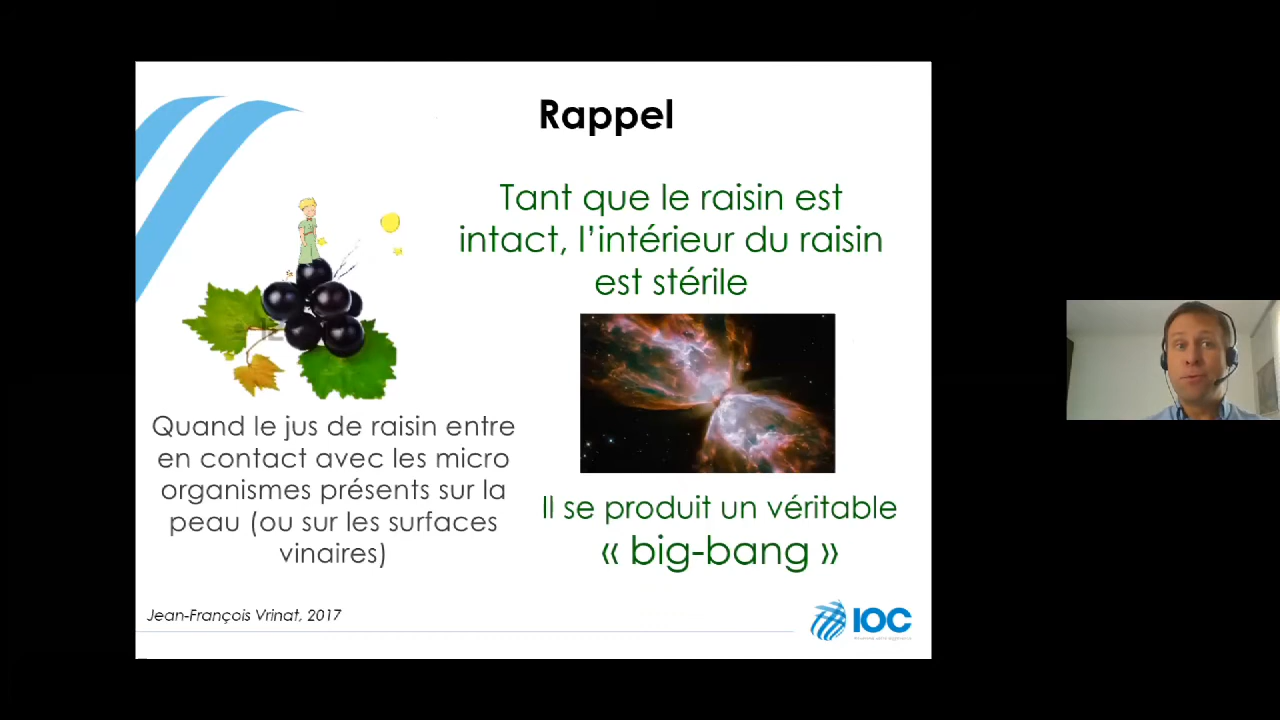 Rappel
Tant que le raisin est
intact, l'intérieur du raisin
est stérile
Quand le jus de raisin entre
en contact avec les micro
organismes présents sur la
peau (ou sur les surfaces
vinaires)
Il se produit un véritable
« big-bang »
Jean-François Vrinat, 2017
IOC